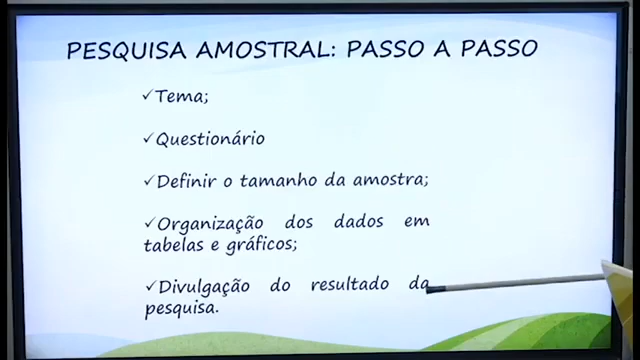 PESQUISA AMOSTRAL: PASSO A PASSO
✓Tema;
✓Questionário
✓Definir o tamanho da amostra;
✓Organização dos dados em
tabelas e gráficos;
✓Divulgação do resultado da
pesquisa.